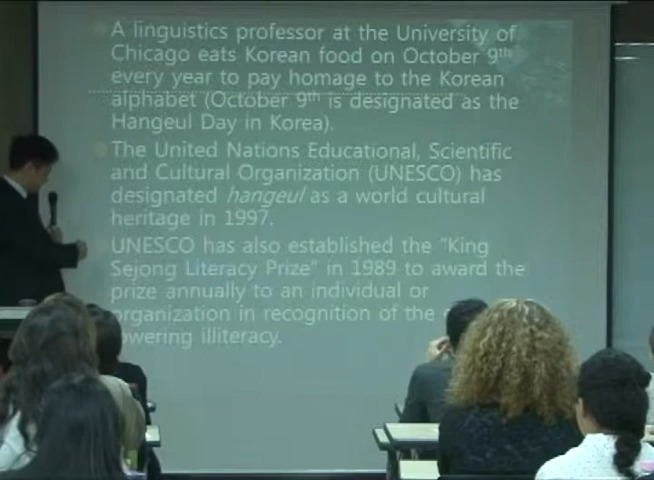 A linguistics professor at the University of
Chicago eats Korean food on October 9th
every year to pay homage to the Korean
alphabet (October 9th is designated as the
Hangeul Day in Korea).
The United Nations Educational, Scientific
and Cultural Organization (UNESCO) has
designated hangeul as a world cultural
heritage in 1997.
UNESCO has also established the "King
Sejong Literacy Prize" in 1989 to award the
prize annually to an individual or
organization in recognition of the
illiteracy.